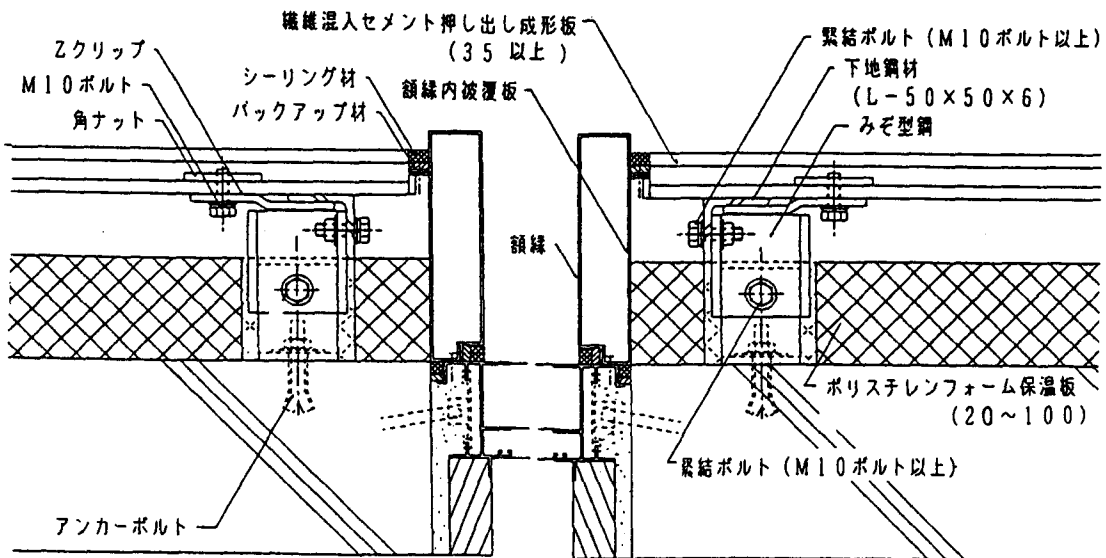 繊維混入セメント押し出し成形板
(35 以上)
Zクリップ
M10ボルト
角ナット
シーリング材
バックアップ材
額縁内被覆板
緊結ボルト (M10ボルト以上)
下地鋼材
(L-50×50×6)
みぞ型鋼
額縁
ポリスチレンフォーム保温板
(20~100)
緊結ボルト (M10ボルト以上)
アンカーボルト